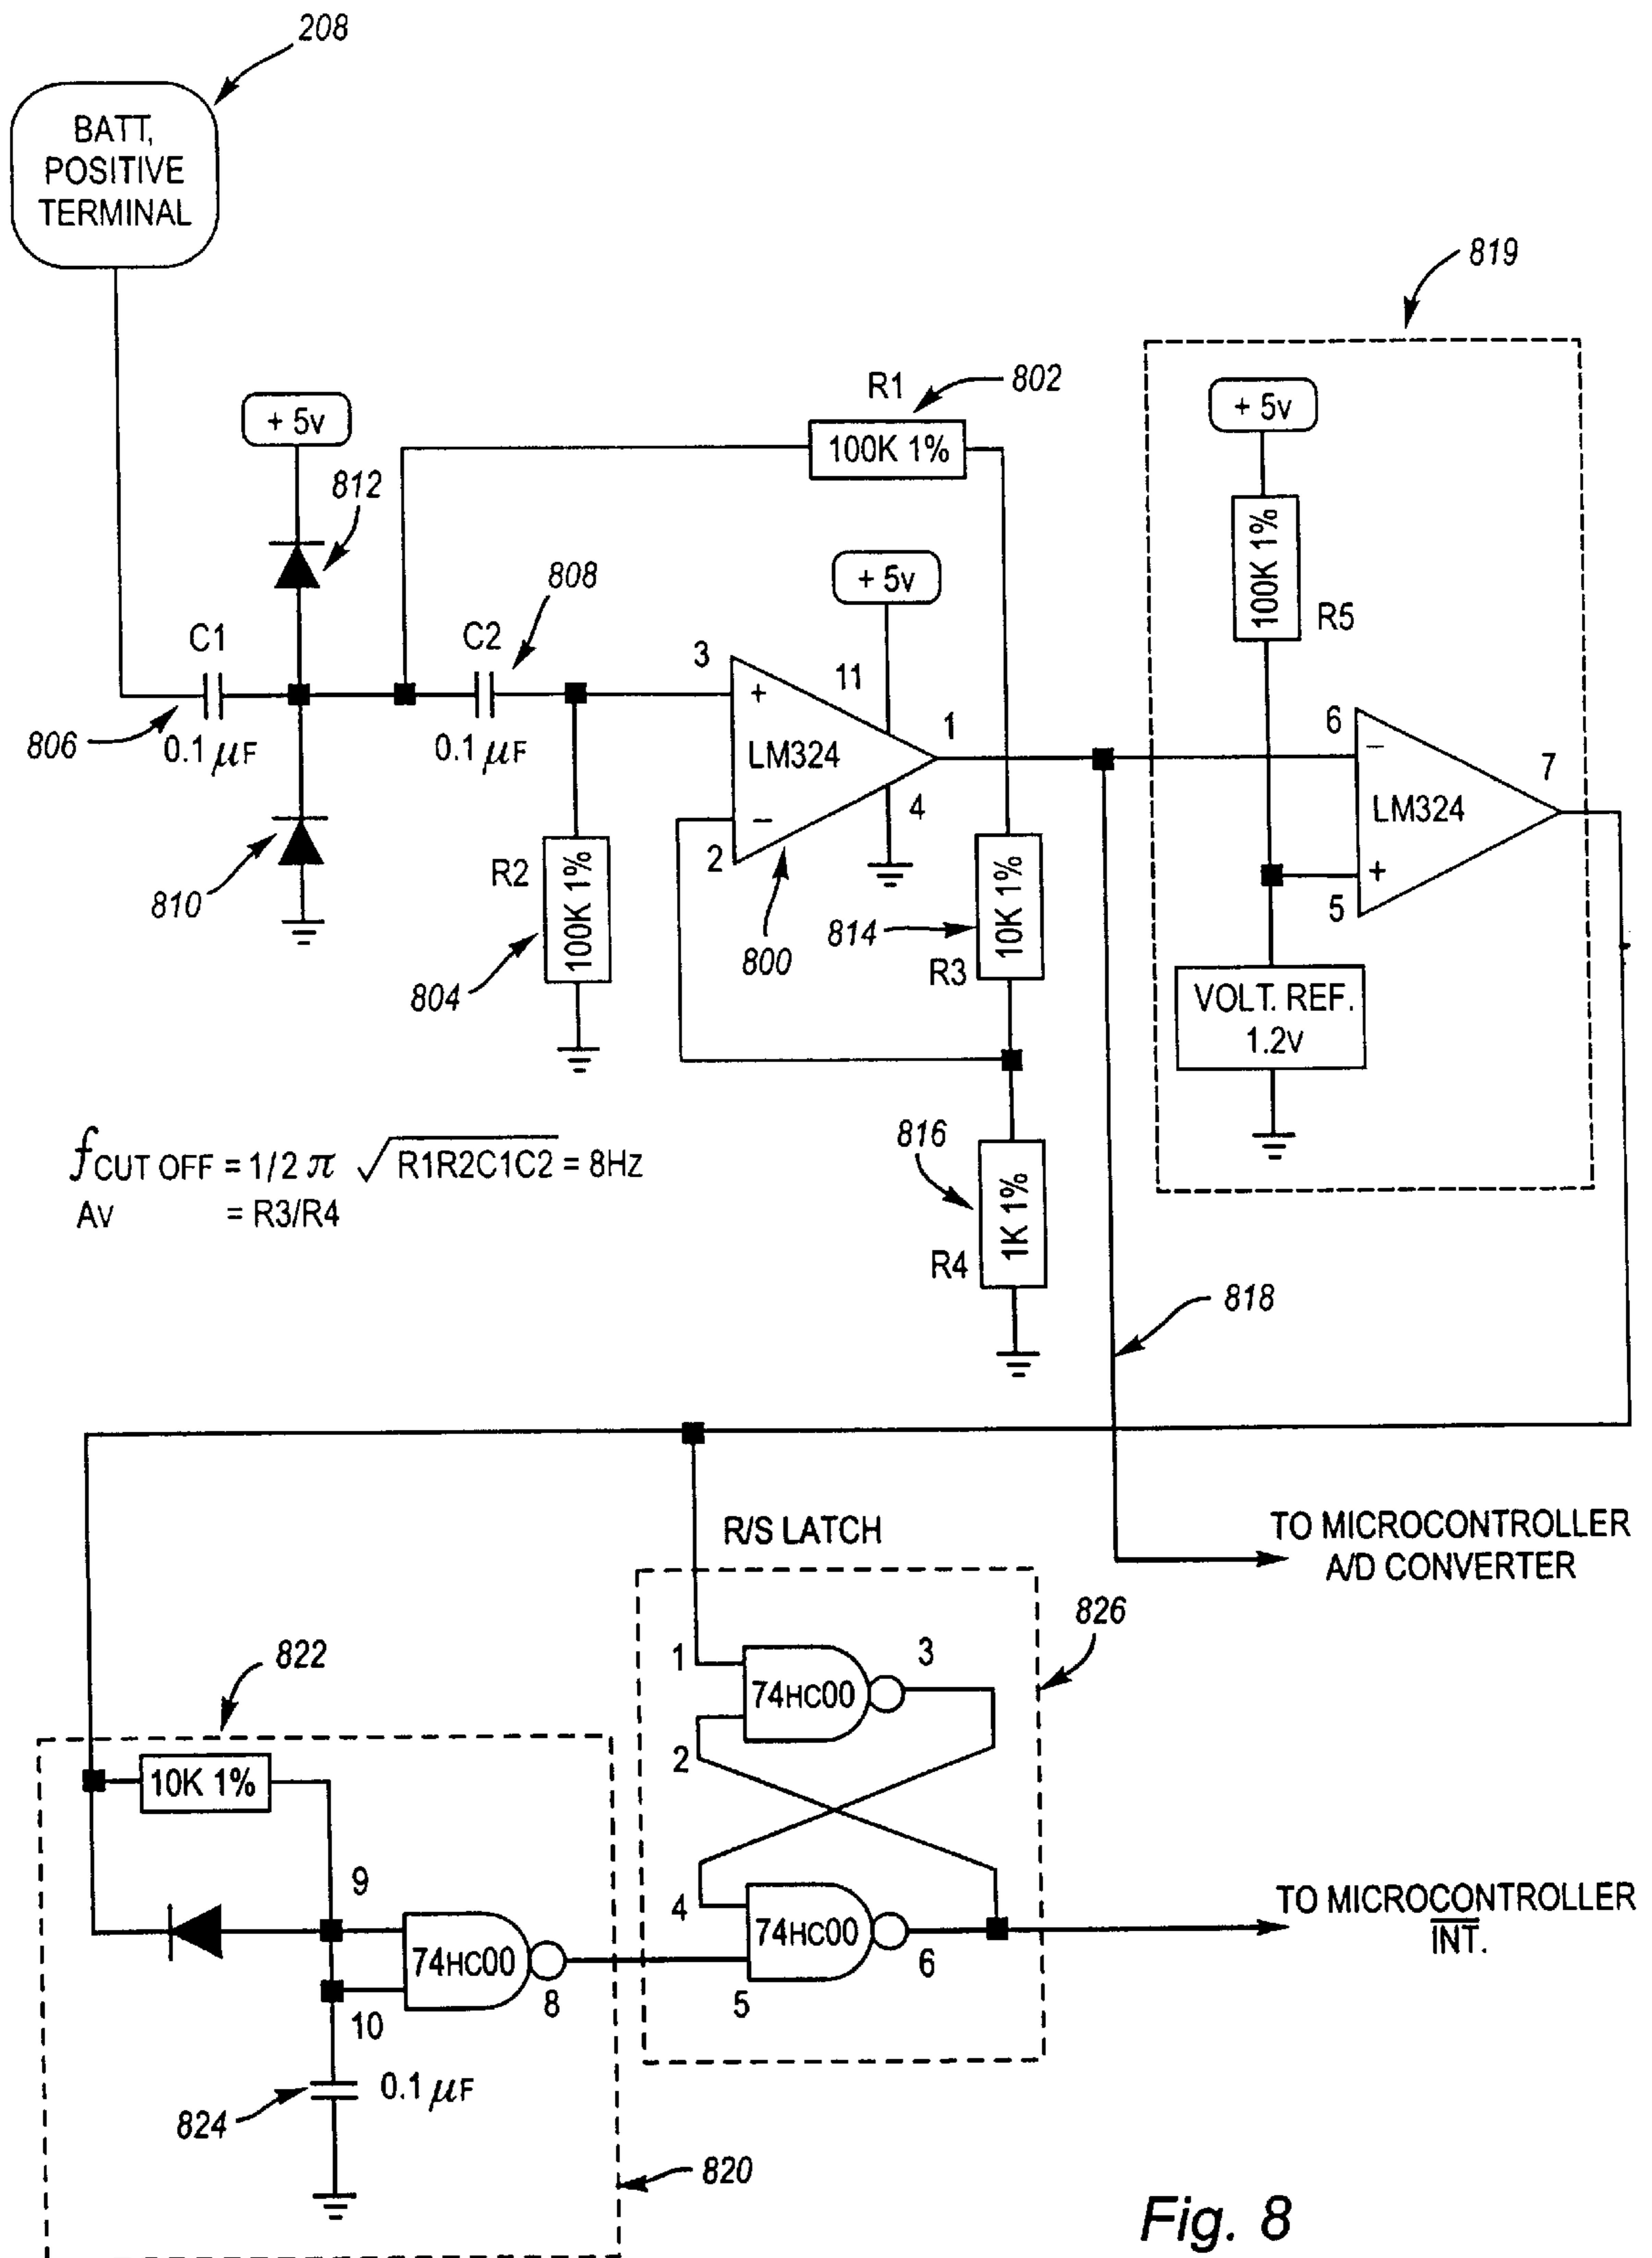 208
BATT,
POSITIVE
TERMINAL
819
R1
802
+ 5v
100K 1%
+ 5v
812
808
+ 5v
100K 1%
R5
C1
C2
3
11
1
6
7
+
−
806
0.1 μF
0.1 μF
LM324
LM324
4
−
+
2
5
R2
100K 1%
810
814
10K 1%
800
R3
804
VOLT. REF.
1.2V
816
1K 1%
R4
fCUT OFF = 1/2 π √R1R2C1C2 = 8Hz
AV = R3/R4
818
R/S LATCH
TO MICROCONTROLLER
A/D CONVERTER
826
1
3
74HC00
2
822
10K 1%
9
4
74HC00
74HC00
6
TO MICROCONTROLLER
INT.
8
5
10
0.1 μF
824
820
Fig. 8